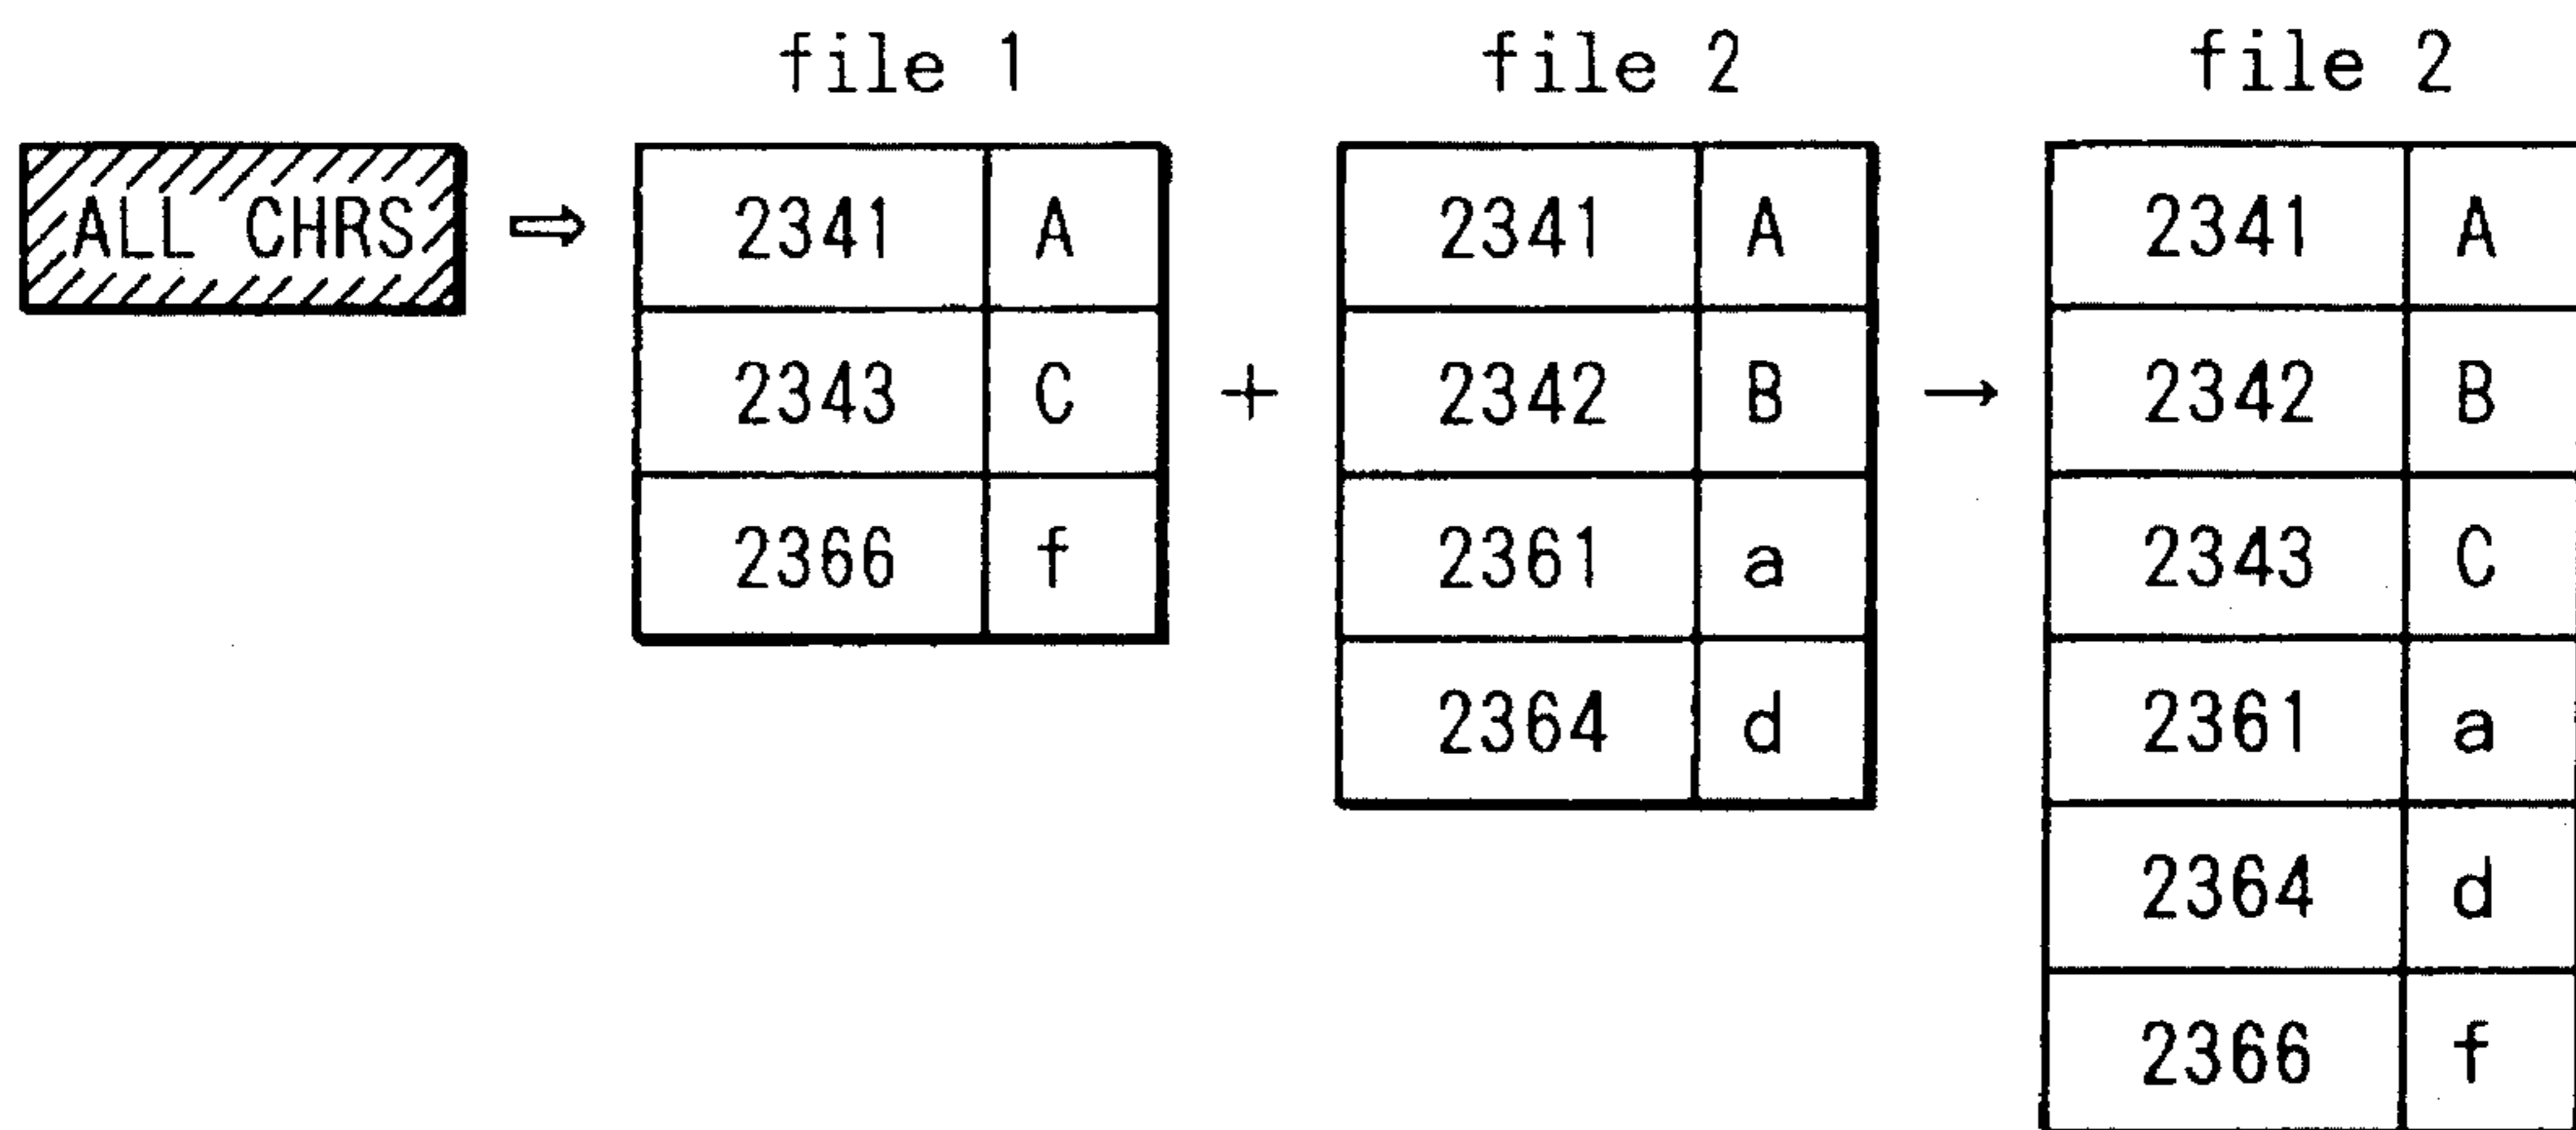 file 1 file 2 file 2
ALL CHRS ⇒ 2341 A 2341 A 2341 A
2343 C + 2342 B → 2342 B
2366 f 2361 a 2343 C
2364 d 2361 a
2364 d
2366 f